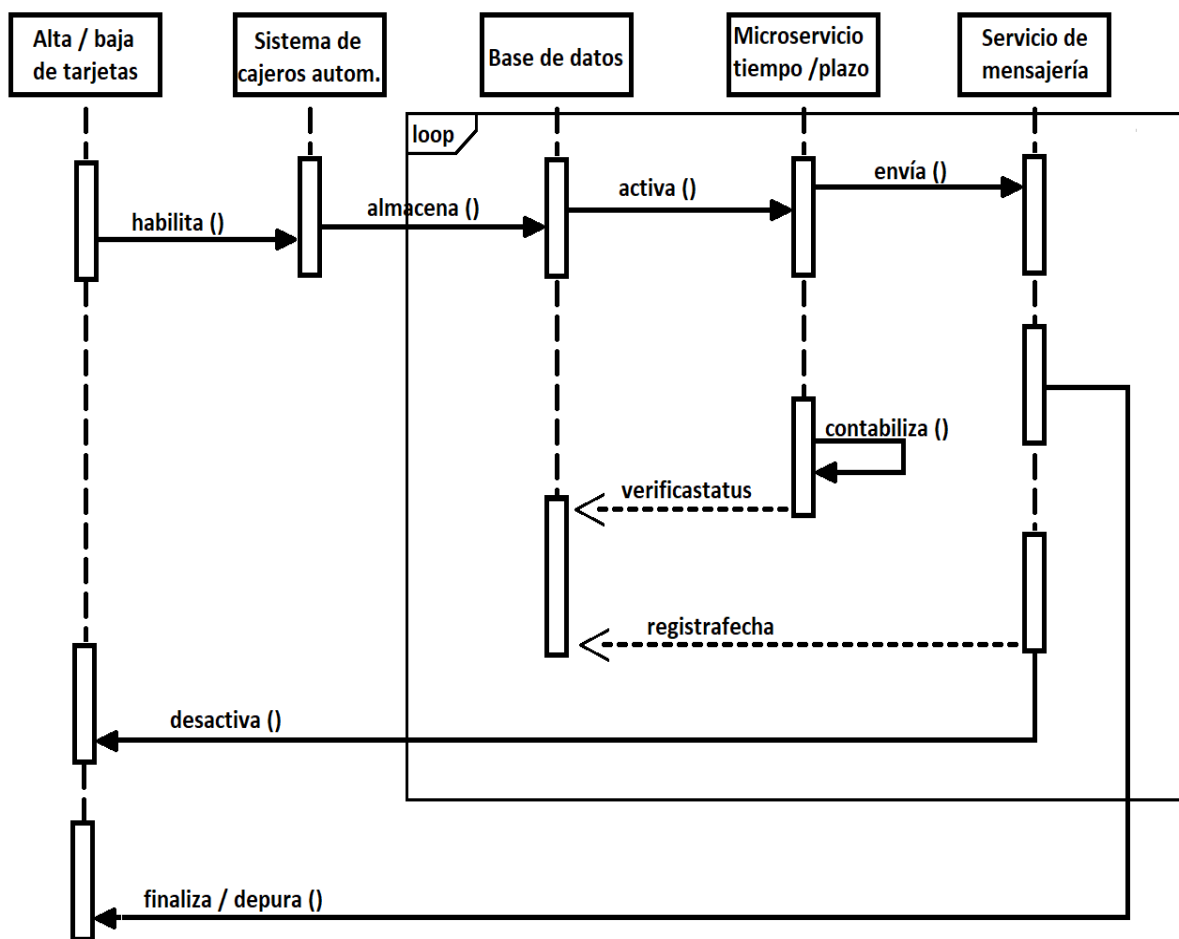 Alta / baja
de tarjetas
Sistema de
cajeros autom.
Base de datos
Microservicio
tiempo /plazo
Servicio de
mensajería
loop
envía ()
activa ()
almacena ()
habilita ()
contabiliza ()
verificastatus
registrafecha
desactiva ()
finaliza / depura ()